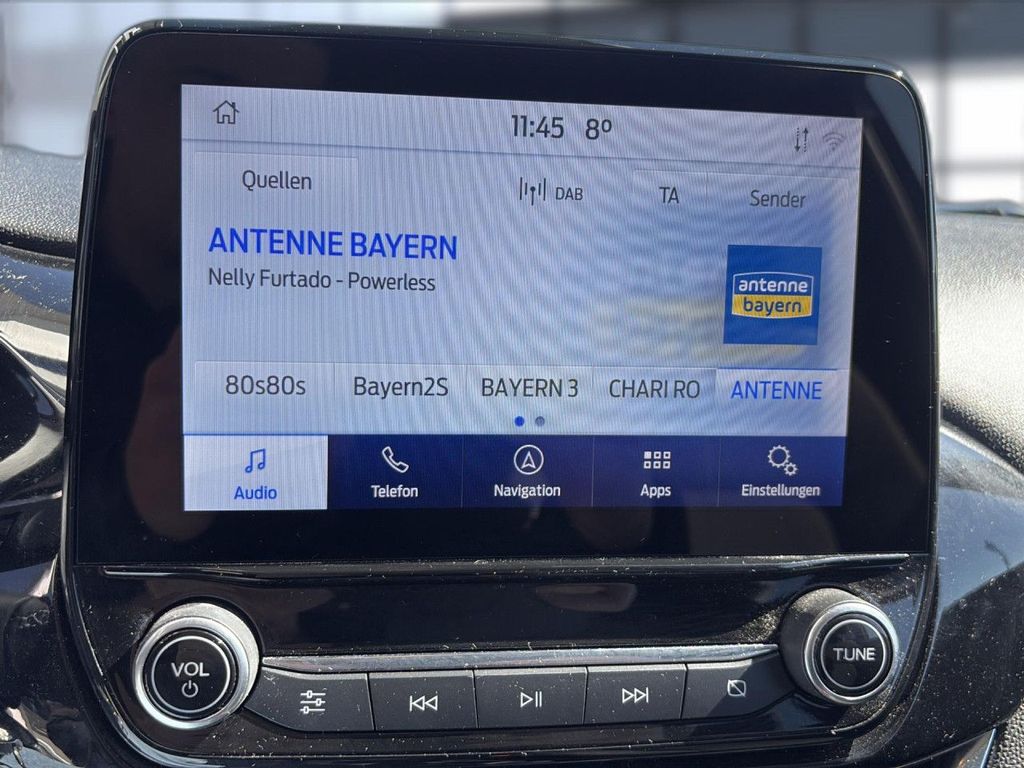 11:45 8º
Quellen DAB TA Sender
ANTENNE BAYERN
Nelly Furtado - Powerless
antenne
bayern
80s80s Bayern2S BAYERN 3 CHARI RO ANTENNE
Audio Telefon Navigation Apps Einstellungen
VOL TUNE